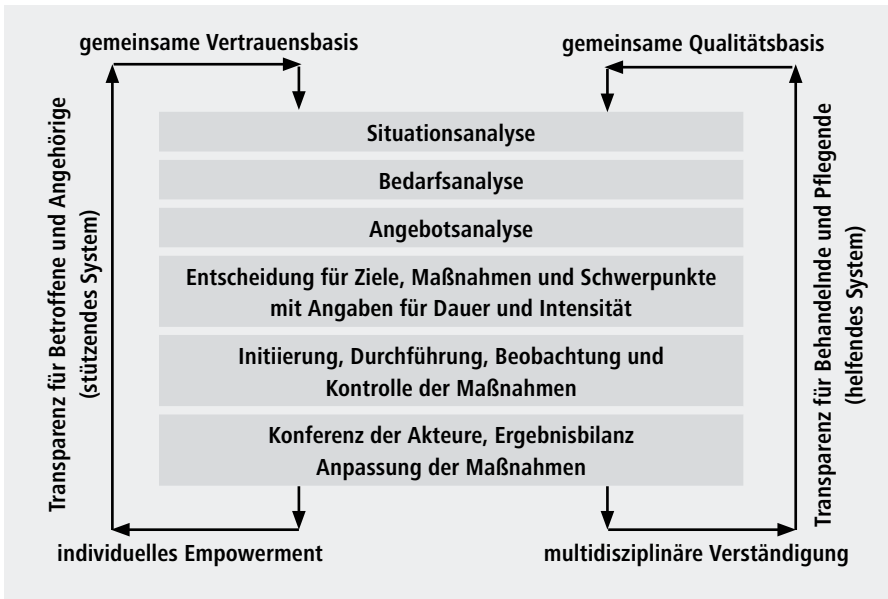 gemeinsame Vertrauensbasis
gemeinsame Qualitätsbasis
Transparenz für Betroffene und Angehörige
(stützendes System)
Situationsanalyse
Bedarfsanalyse
Angebotsanalyse
Entscheidung für Ziele, Maßnahmen und Schwerpunkte
mit Angaben für Dauer und Intensität
Initiierung, Durchführung, Beobachtung und
Kontrolle der Maßnahmen
Konferenz der Akteure, Ergebnisbilanz
Anpassung der Maßnahmen
Transparenz für Behandelnde und Pflegende
(helfendes System)
individuelles Empowerment
multidisziplinäre Verständigung